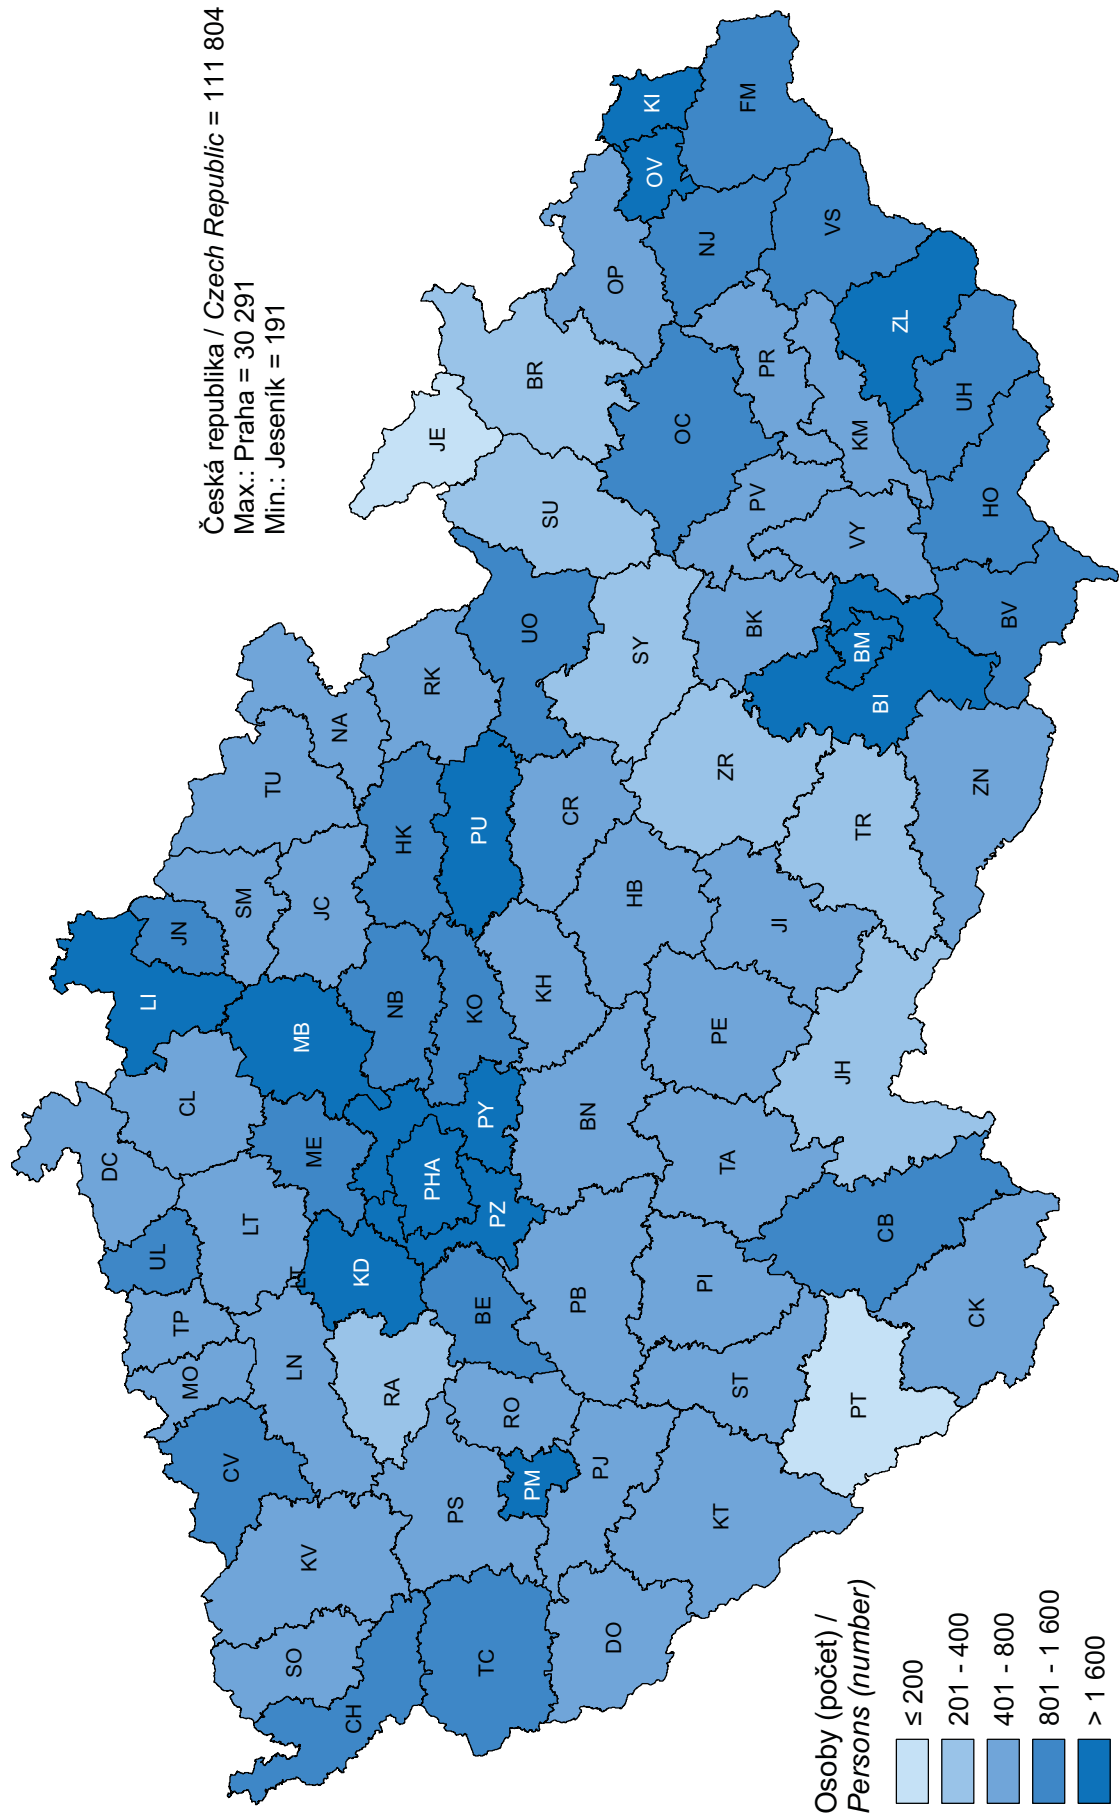 Česká republika / Czech Republic = 111 804
Max.: Praha = 30 291
Min.: Jeseník = 191
DC
LI
JN
UL
CL
TP
SM
TU
MO
LT
MB
JC
NA
CV
LN
LT
ME
KV
KD
NB
HK
RK
SO
RA
PHA
CH
KO
PU
UO
JE
PS
BE
PY
PZ
TC
RO
KH
CR
SU
BR
PM
PB
BN
HB
SY
OP
DO
PJ
OV
KI
KT
ST
PI
TA
PE
ZR
BK
OC
NJ
FM
PV
PR
JI
VS
PT
CB
JH
TR
BI
BM
VY
KM
ZL
CK
ZN
BV
HO
UH
Osoby (počet) /
Persons (number)
≤ 200
201 - 400
401 - 800
801 - 1 600
> 1 600